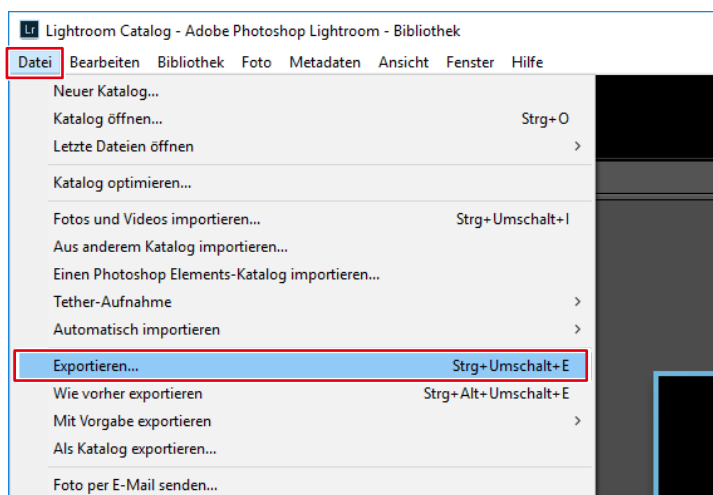 Lr Lightroom Catalog - Adobe Photoshop Lightroom - Bibliothek
Datei Bearbeiten Bibliothek Foto Metadaten Ansicht Fenster Hilfe
Neuer Katalog...
Katalog öffnen... Strg+O
Letzte Dateien öffnen >
Katalog optimieren...
Fotos und Videos importieren... Strg+Umschalt+I
Aus anderem Katalog importieren...
Einen Photoshop Elements-Katalog importieren...
Tether-Aufnahme >
Automatisch importieren >
Exportieren... Strg+Umschalt+E
Wie vorher exportieren Strg+Alt+Umschalt+E
Mit Vorgabe exportieren >
Als Katalog exportieren...
Foto per E-Mail senden...